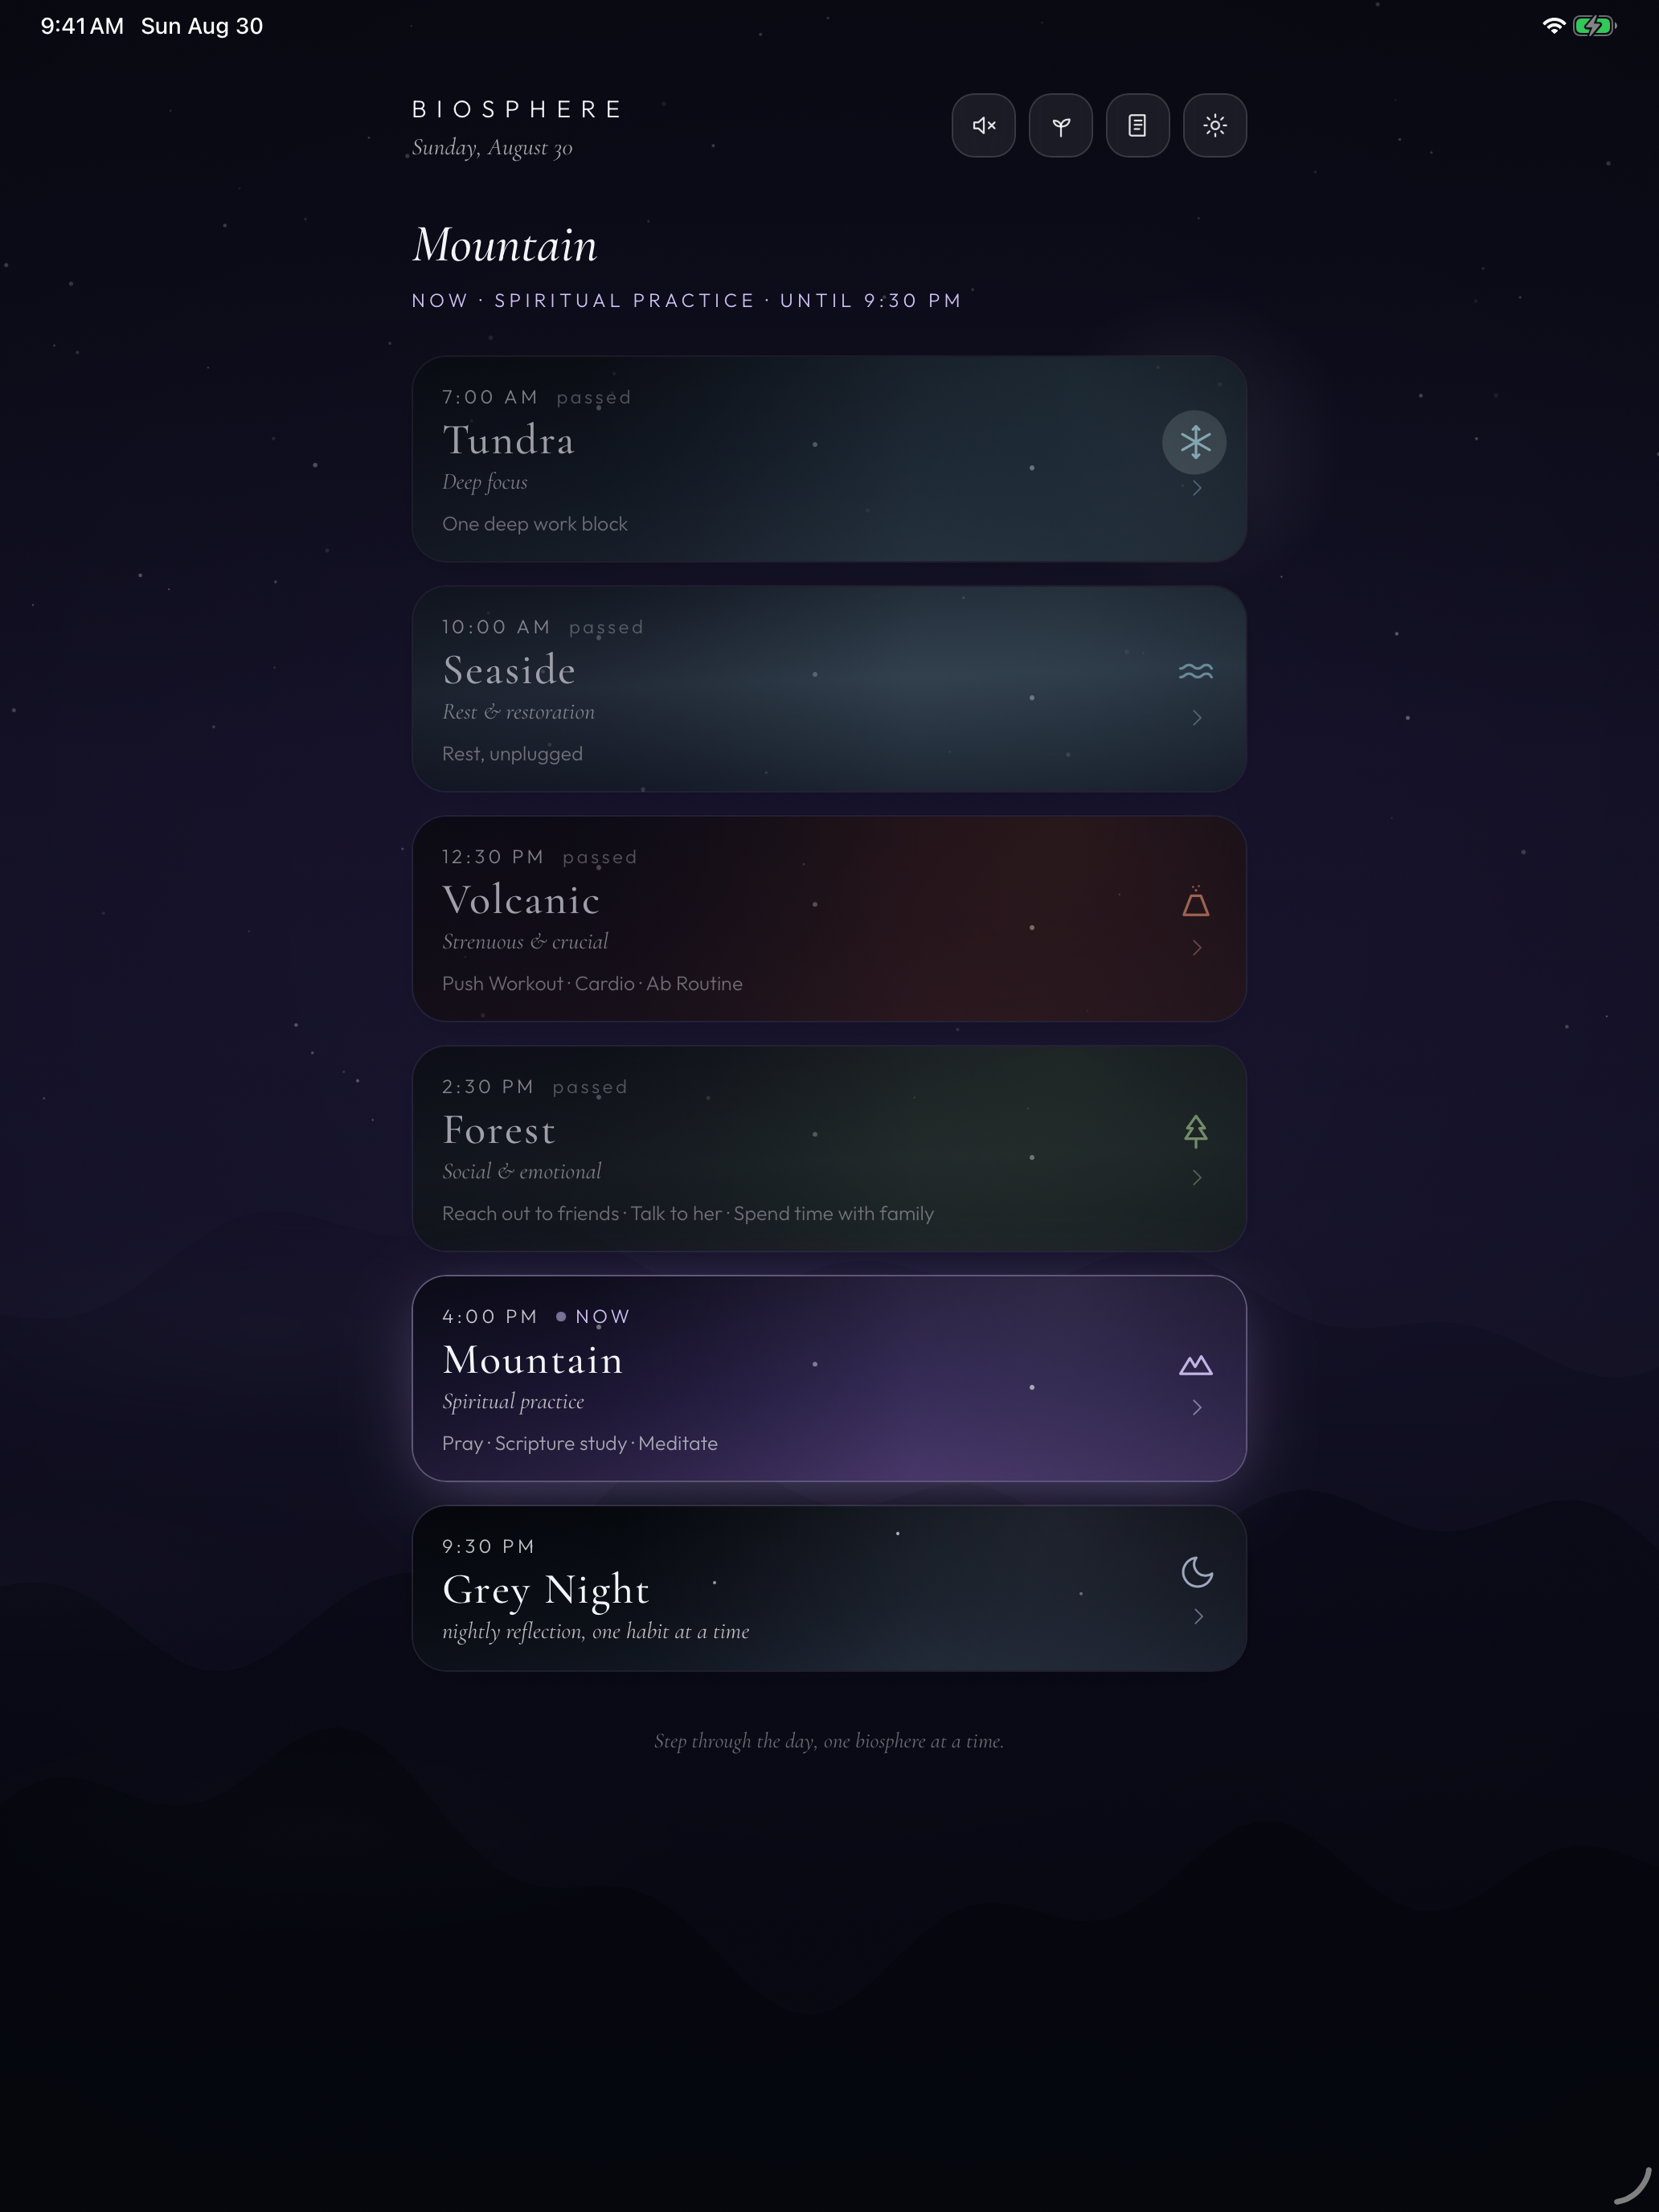 9:41 AM Sun Aug 30
BIOSPHERE
Sunday, August 30
Mountain
NOW · SPIRITUAL PRACTICE · UNTIL 9:30 PM
7:00 AM passed
Tundra
Deep focus
One deep work block
10:00 AM passed
Seaside
Rest & restoration
Rest, unplugged
12:30 PM passed
Volcanic
Strenuous & crucial
Push Workout · Cardio · Ab Routine
2:30 PM passed
Forest
Social & emotional
Reach out to friends · Talk to her · Spend time with family
4:00 PM NOW
Mountain
Spiritual practice
Pray · Scripture study · Meditate
9:30 PM
Grey Night
nightly reflection, one habit at a time
Step through the day, one biosphere at a time.